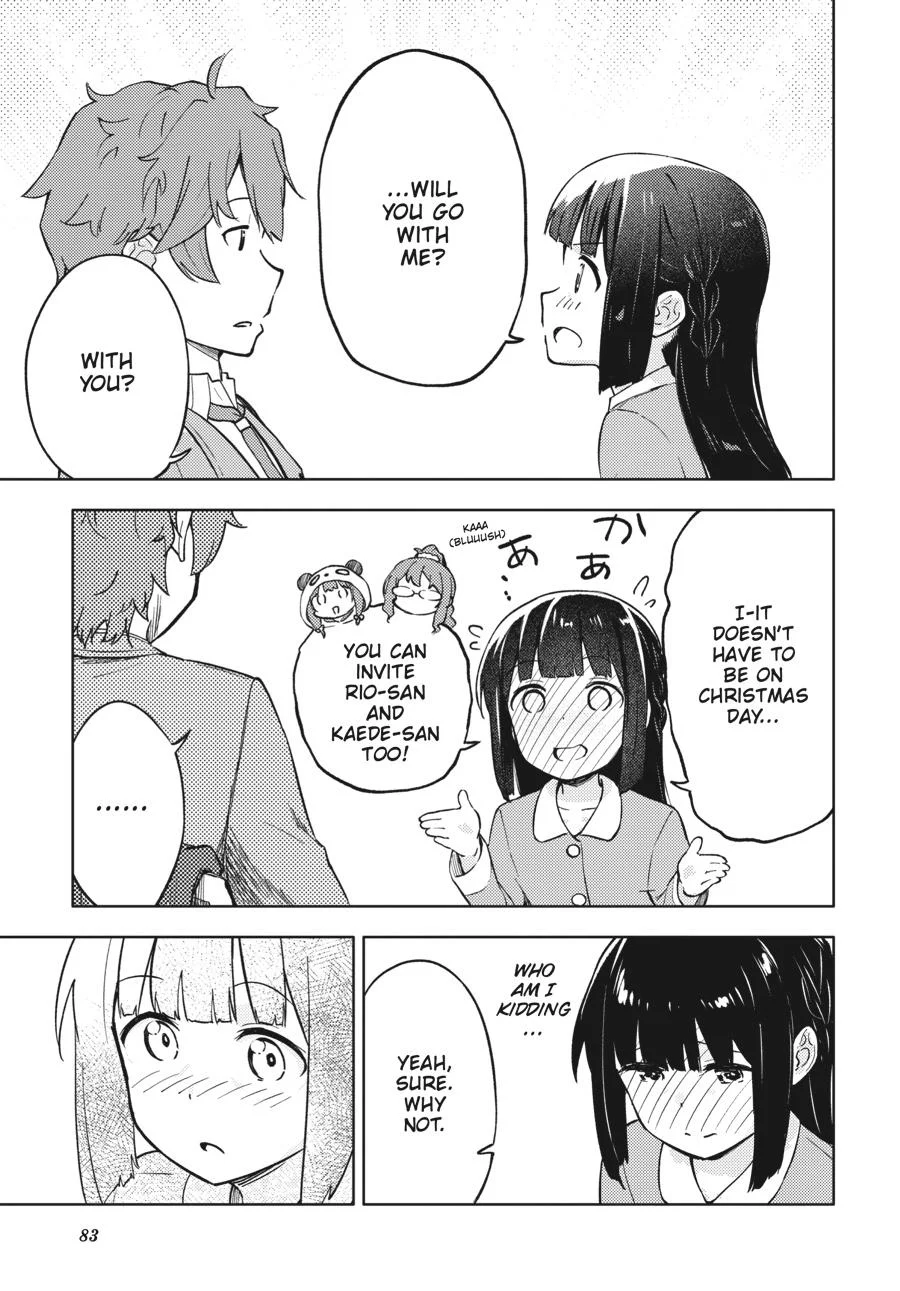 ...WILL
YOU GO
WITH
ME?
WITH
YOU?
I-IT
DOESN'T
HAVE TO
BE ON
CHRISTMAS
DAY...
かあ
あ...
KAAA
(BLUUUSH)
YOU CAN
INVITE
RIO-SAN
AND
KAEDE-SAN
TOO!
......
WHO
AM I
KIDDING
...
YEAH,
SURE.
WHY
NOT.
83